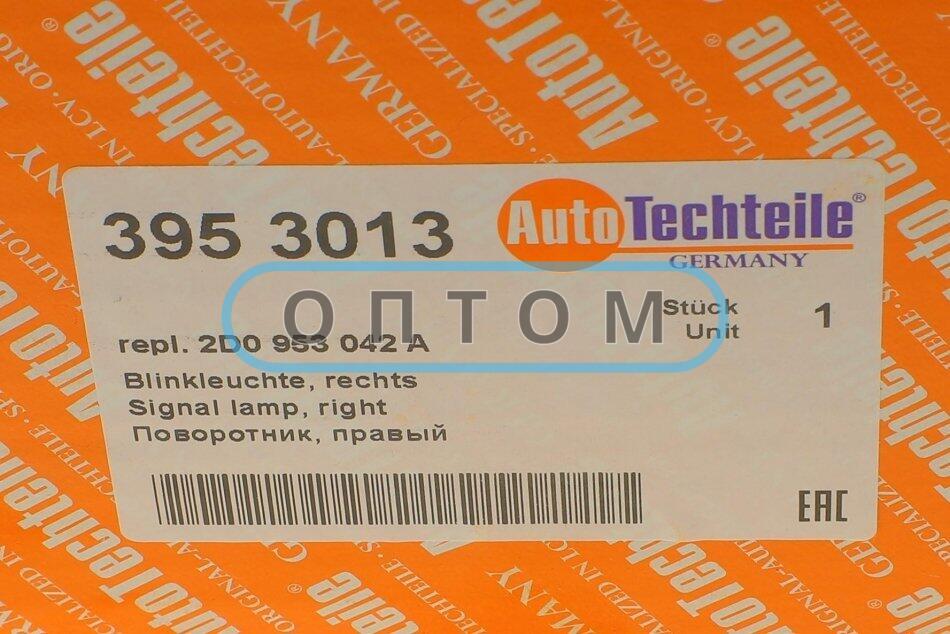 395 3013
AutoTechteile®
GERMANY
ОПТОМ
Stück
Unit
1
repl. 2D0 953 042 A
Blinkleuchte, rechts
Signal lamp, right
Поворотник, правый
EAC